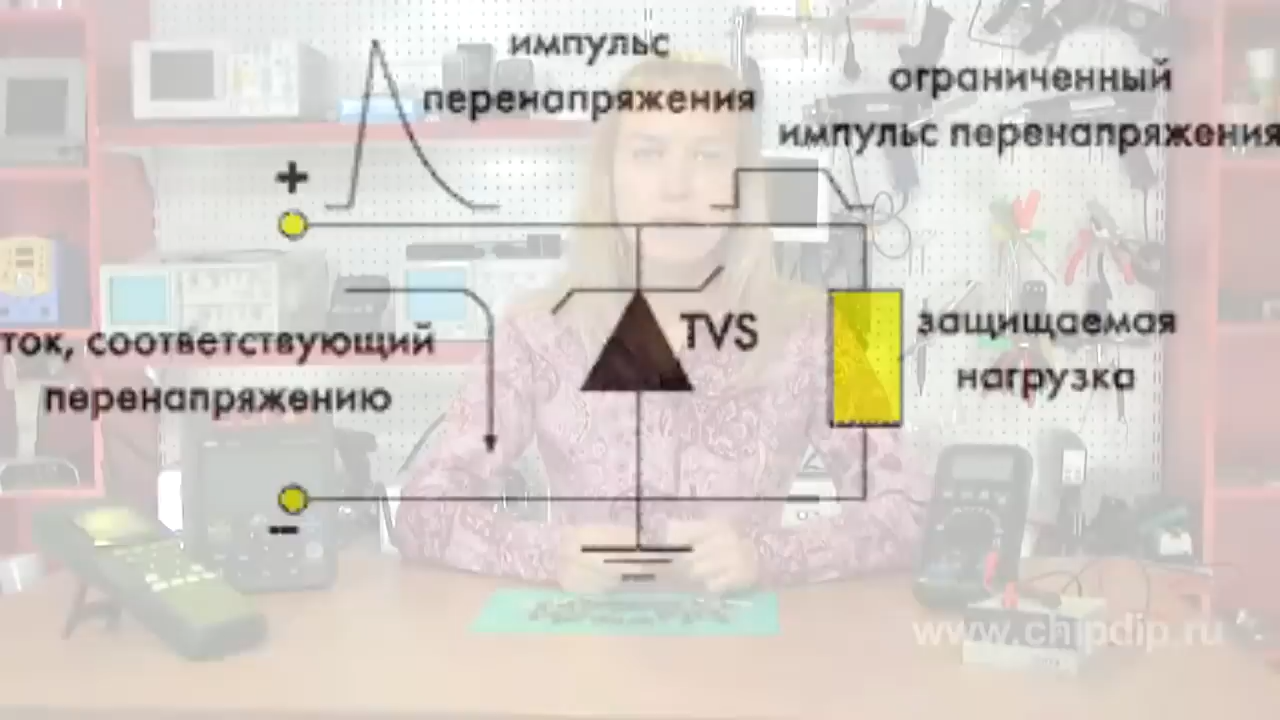 импульс
перенапряжения
ограниченный
импульс перенапряжения
+
TVS
ток, соответствующий
перенапряжению
защищаемая
нагрузка
-
www.chipdip.ru